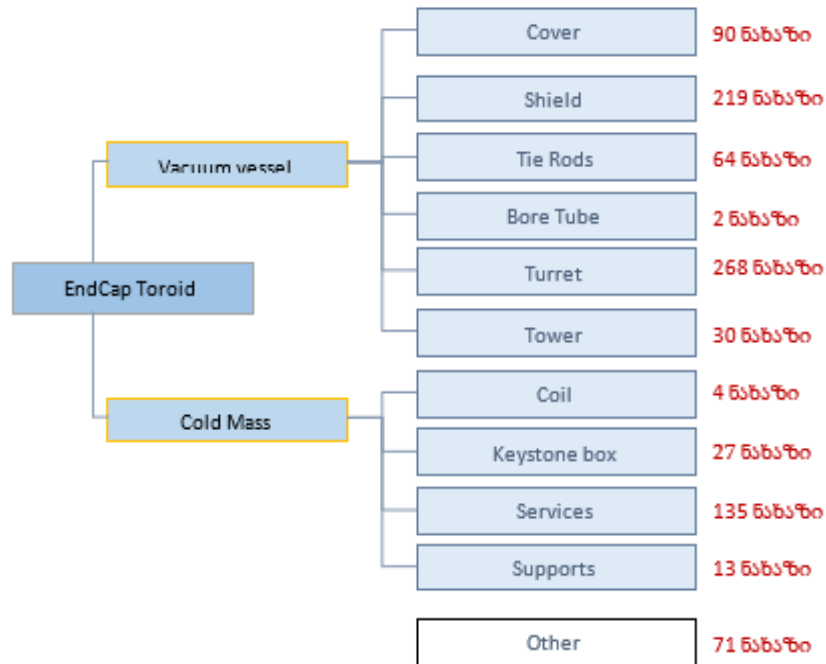 Cover 90 ნახაზი
Shield 219 ნახაზი
Tie Rods 64 ნახაზი
Vacuum vessel
Bore Tube 2 ნახაზი
Turret 268 ნახაზი
EndCap Toroid
Tower 30 ნახაზი
Coil 4 ნახაზი
Cold Mass
Keystone box 27 ნახაზი
Services 135 ნახაზი
Supports 13 ნახაზი
Other 71 ნახაზი